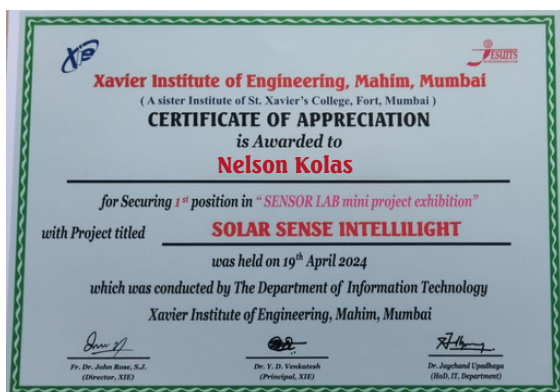 XIE
JESUITS
Xavier Institute of Engineering, Mahim, Mumbai
( A sister Institute of St. Xavier's College, Fort, Mumbai )
CERTIFICATE OF APPRECIATION
is Awarded to
Nelson Kolas
for Securing 1st position in "SENSOR LAB mini project exhibition"
with Project titled SOLAR SENSE INTELLILIGHT
was held on 19th April 2024
which was conducted by The Department of Information Technology
Xavier Institute of Engineering, Mahim, Mumbai
Fr. Dr. John Rose, S.J. Dr. Y. D. Venkatesh Dr. Jaychand Upadhaya
(Director, XIE) (Principal, XIE) (HoD, IT, Department)